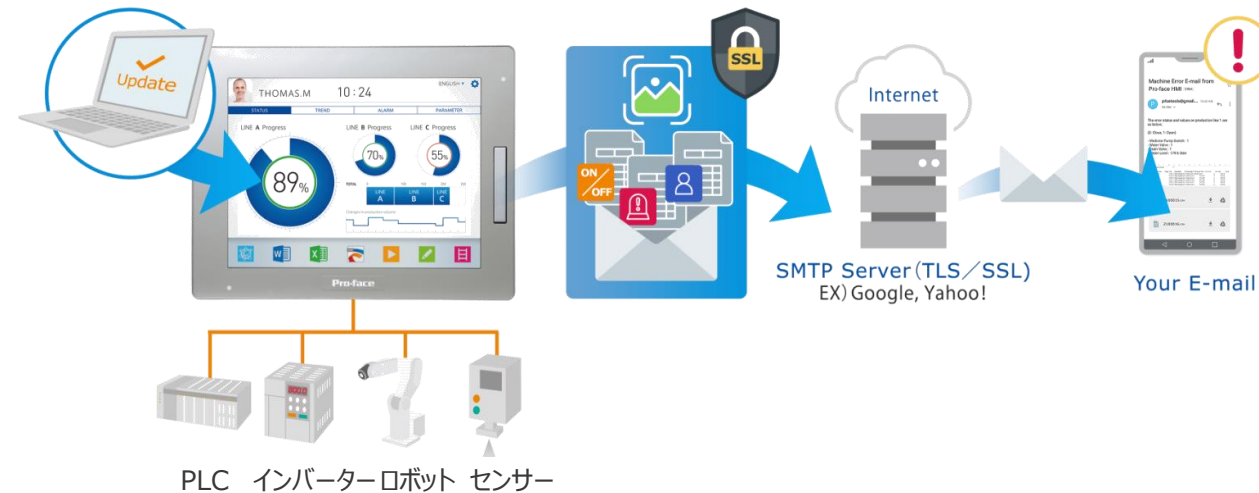 Update
THOMAS.M 10:24 ENGLISH
STATUS TREND ALARM PARAMETER
LINE A Progress LINE B Progress LINE C Progress
89%
70%
55%
LINE A LINE B LINE C
Pro-face
ON/OFF
SSL
Internet
SMTP Server(TLS/SSL)
EX) Google, Yahoo!
Machine Error E-mail from
Pro-face HMI
Your E-mail
PLC インバーター ロボット センサー